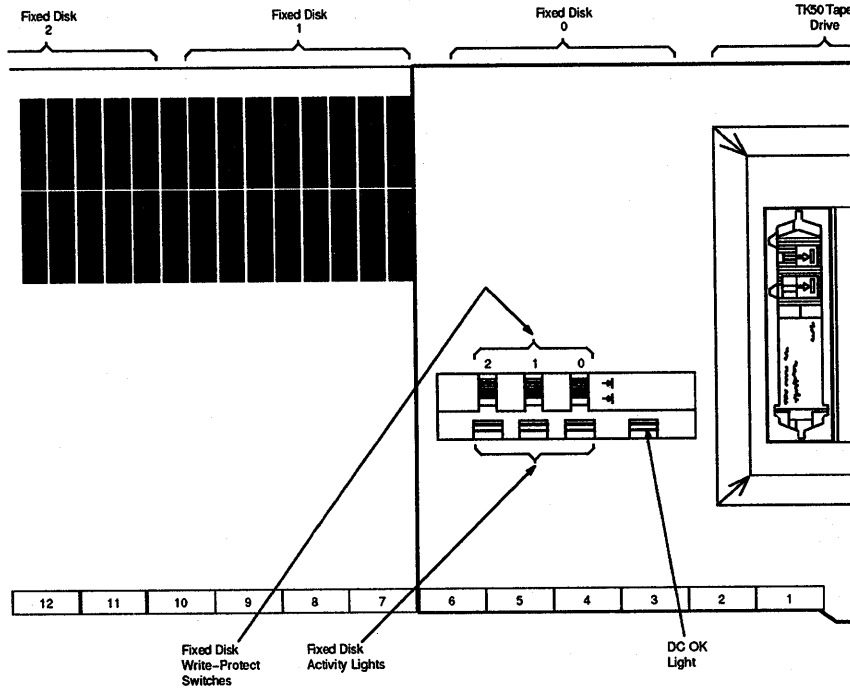 Fixed Disk
2
Fixed Disk
1
Fixed Disk
0
TK50 Tape
Drive
2 1 0
12 11 10 9 8 7 6 5 4 3 2 1
Fixed Disk
Write-Protect
Switches
Fixed Disk
Activity Lights
DC OK
Light